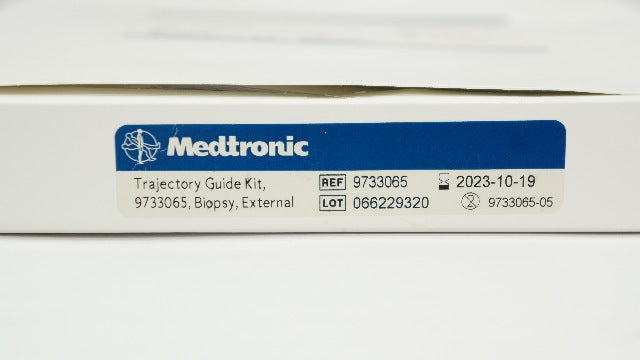 Medtronic
Trajectory Guide Kit,
9733065, Biopsy, External
REF 9733065
LOT 066229320
2023-10-19
9733065-05